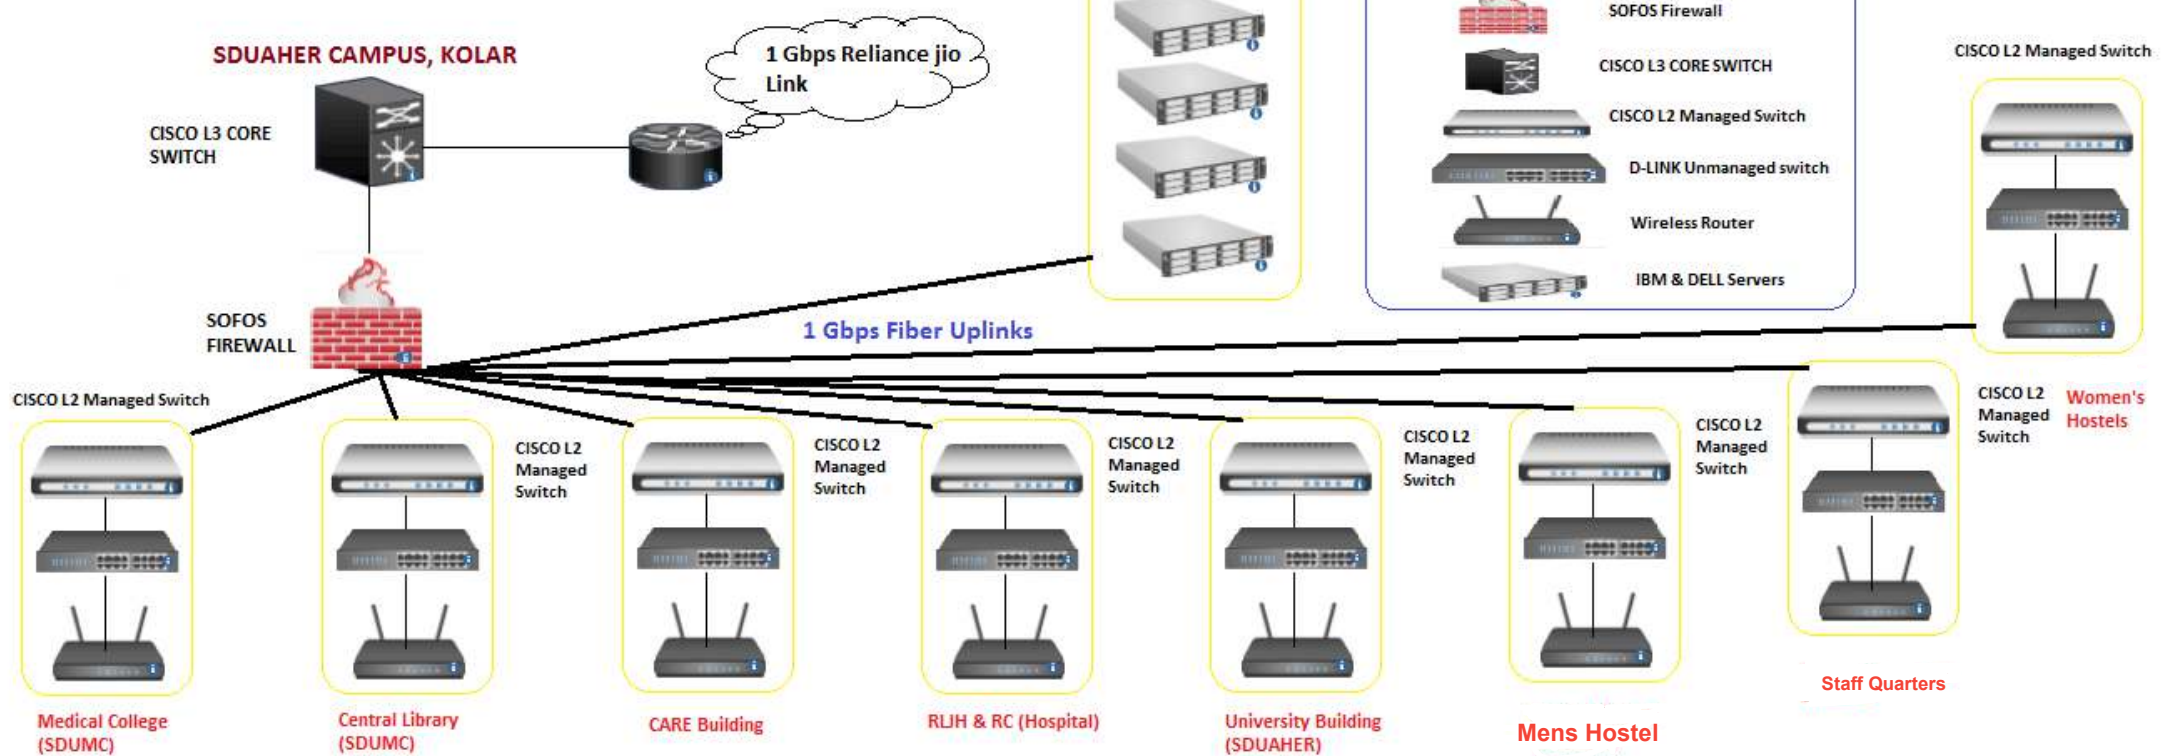 SOFOS Firewall
SDUAHER CAMPUS, KOLAR
1 Gbps Reliance jio
Link
CISCO L2 Managed Switch
CISCO L3 CORE SWITCH
CISCO L3 CORE
SWITCH
CISCO L2 Managed Switch
D-LINK Unmanaged switch
Wireless Router
IBM & DELL Servers
SOFOS
FIREWALL
1 Gbps Fiber Uplinks
CISCO L2 Managed Switch
CISCO L2
Managed
Switch
CISCO L2
Managed
Switch
CISCO L2
Managed
Switch
CISCO L2
Managed
Switch
CISCO L2
Managed
Switch
CISCO L2
Managed
Switch
Women's
Hostels
Medical College
(SDUMC)
Central Library
(SDUMC)
CARE Building
RLJH & RC (Hospital)
University Building
(SDUAHER)
Mens Hostel
Staff Quarters